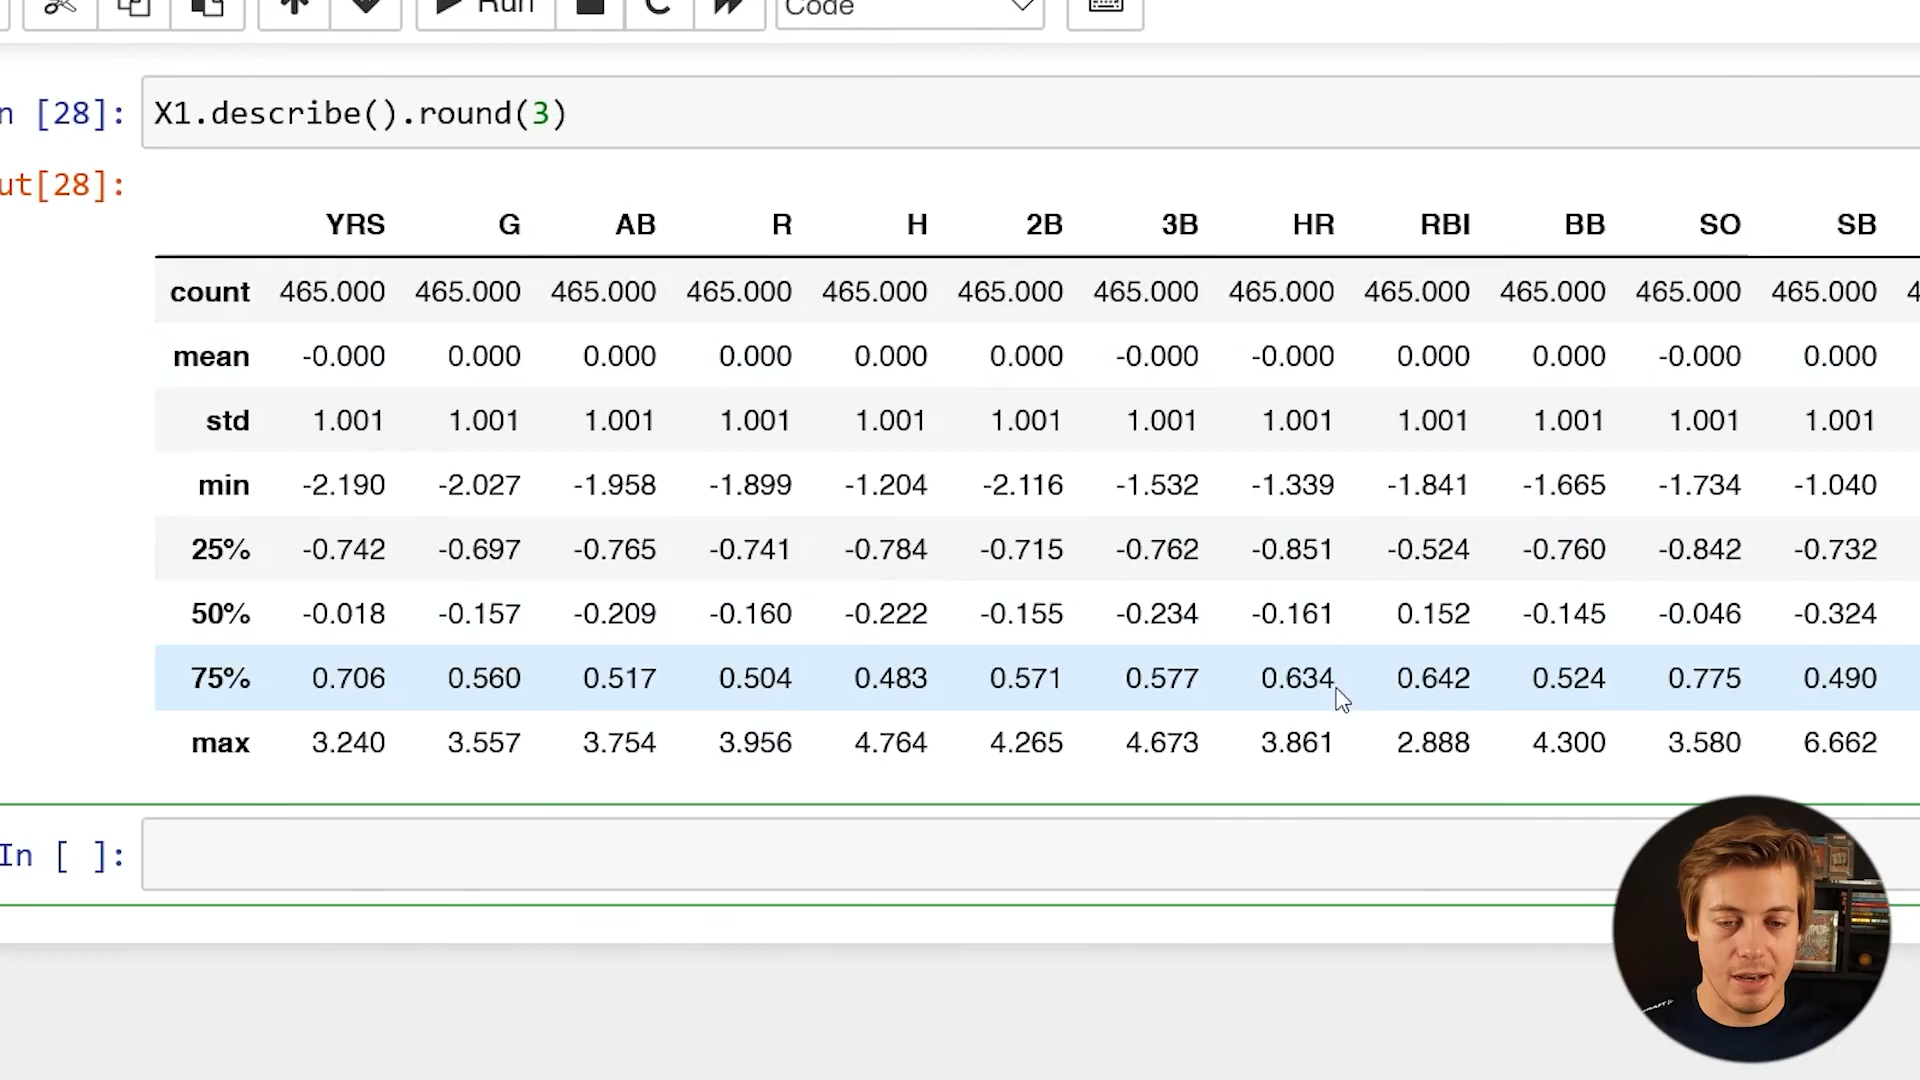 Run
Code
n [28]: X1.describe().round(3)
ut[28]:
YRS G AB R H 2B 3B HR RBI BB SO SB
count 465.000 465.000 465.000 465.000 465.000 465.000 465.000 465.000 465.000 465.000 465.000 465.000 4
mean -0.000 0.000 0.000 0.000 0.000 0.000 -0.000 -0.000 0.000 0.000 -0.000 0.000
std 1.001 1.001 1.001 1.001 1.001 1.001 1.001 1.001 1.001 1.001 1.001 1.001
min -2.190 -2.027 -1.958 -1.899 -1.204 -2.116 -1.532 -1.339 -1.841 -1.665 -1.734 -1.040
25% -0.742 -0.697 -0.765 -0.741 -0.784 -0.715 -0.762 -0.851 -0.524 -0.760 -0.842 -0.732
50% -0.018 -0.157 -0.209 -0.160 -0.222 -0.155 -0.234 -0.161 0.152 -0.145 -0.046 -0.324
75% 0.706 0.560 0.517 0.504 0.483 0.571 0.577 0.634 0.642 0.524 0.775 0.490
max 3.240 3.557 3.754 3.956 4.764 4.265 4.673 3.861 2.888 4.300 3.580 6.662
In [ ]: